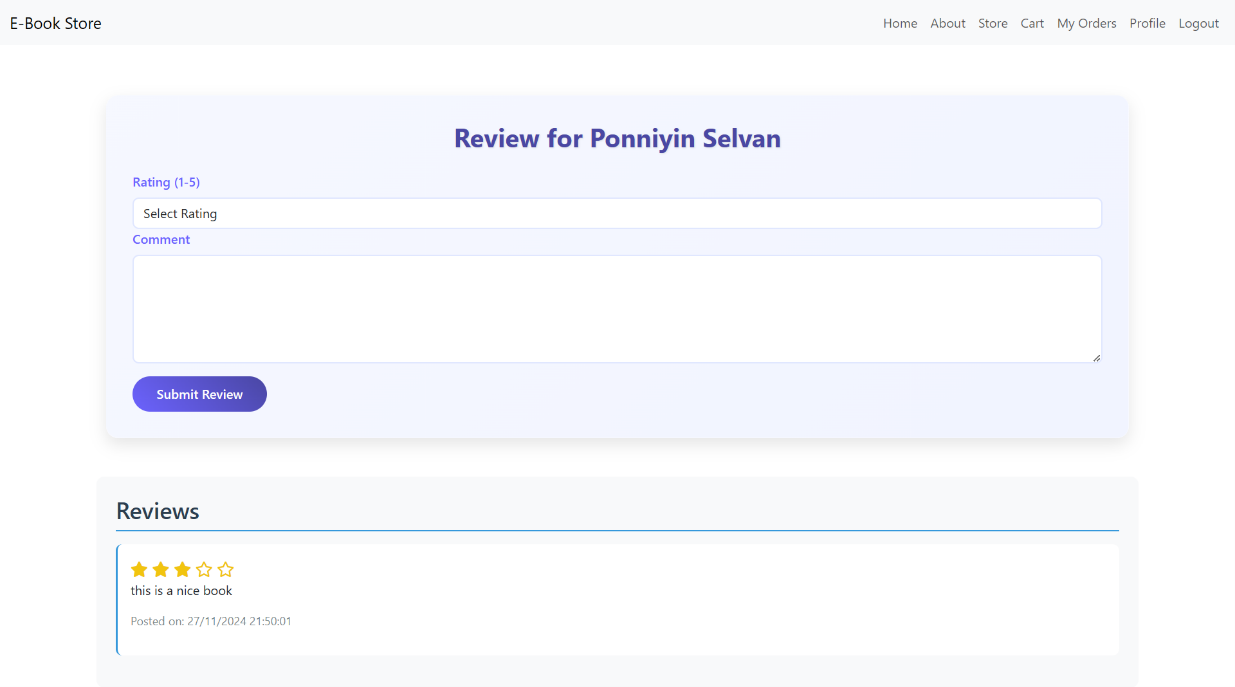 E-Book Store Home About Store Cart My Orders Profile Logout
Review for Ponniyin Selvan
Rating (1-5)
Select Rating
Comment
Submit Review
Reviews
this is a nice book
Posted on: 27/11/2024 21:50:01